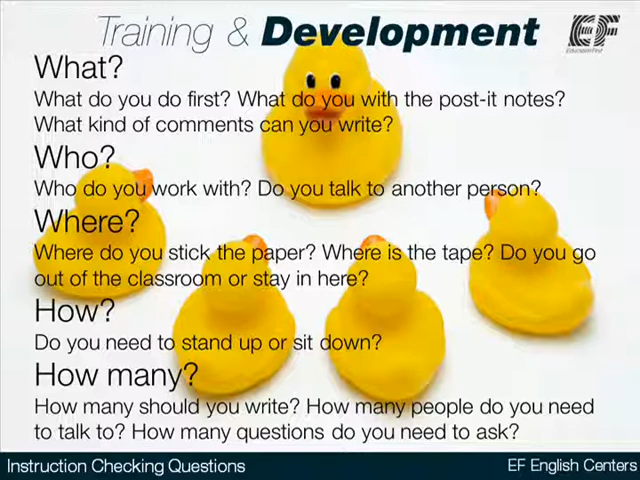 Training & Development
EF
Education First
What?
What do you do first? What do you with the post-it notes?
What kind of comments can you write?
Who?
Who do you work with? Do you talk to another person?
Where?
Where do you stick the paper? Where is the tape? Do you go
out of the classroom or stay in here?
How?
Do you need to stand up or sit down?
How many?
How many should you write? How many people do you need
to talk to? How many questions do you need to ask?
Instruction Checking Questions
EF English Centers